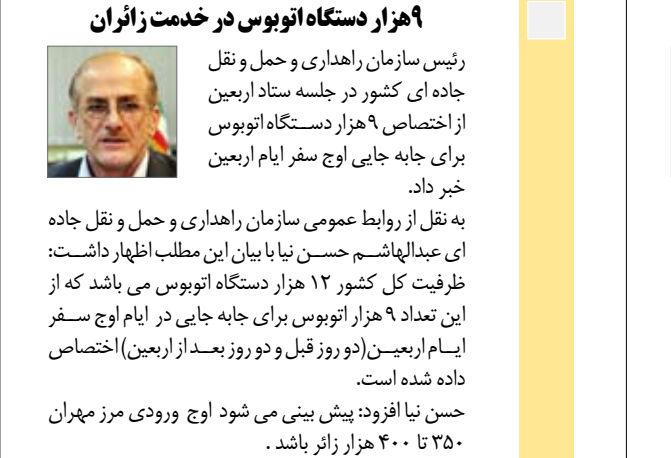 ۹هزار دستگاه اتوبوس در خدمت زائران
رئیس سازمان راهداری و حمل و نقل
جاده ای کشور در جلسه ستاد اربعین
از اختصاص ۹هزار دستگاه اتوبوس
برای جابه جایی اوج سفر ایام اربعین
خبر داد.
به نقل از روابط عمومی سازمان راهداری و حمل و نقل جاده
ای عبدالهاشم حسن نیا با بیان این مطلب اظهار داشت:
ظرفیت کل کشور ۱۲ هزار دستگاه اتوبوس می باشد که از
این تعداد ۹ هزار اتوبوس برای جابه جایی در ایام اوج سفر
ایام اربعین(دو روز قبل و دو روز بعد از اربعین) اختصاص
داده شده است.
حسن نیا افزود: پیش بینی می شود اوج ورودی مرز مهران
۳۵۰ تا ۴۰۰ هزار زائر باشد .